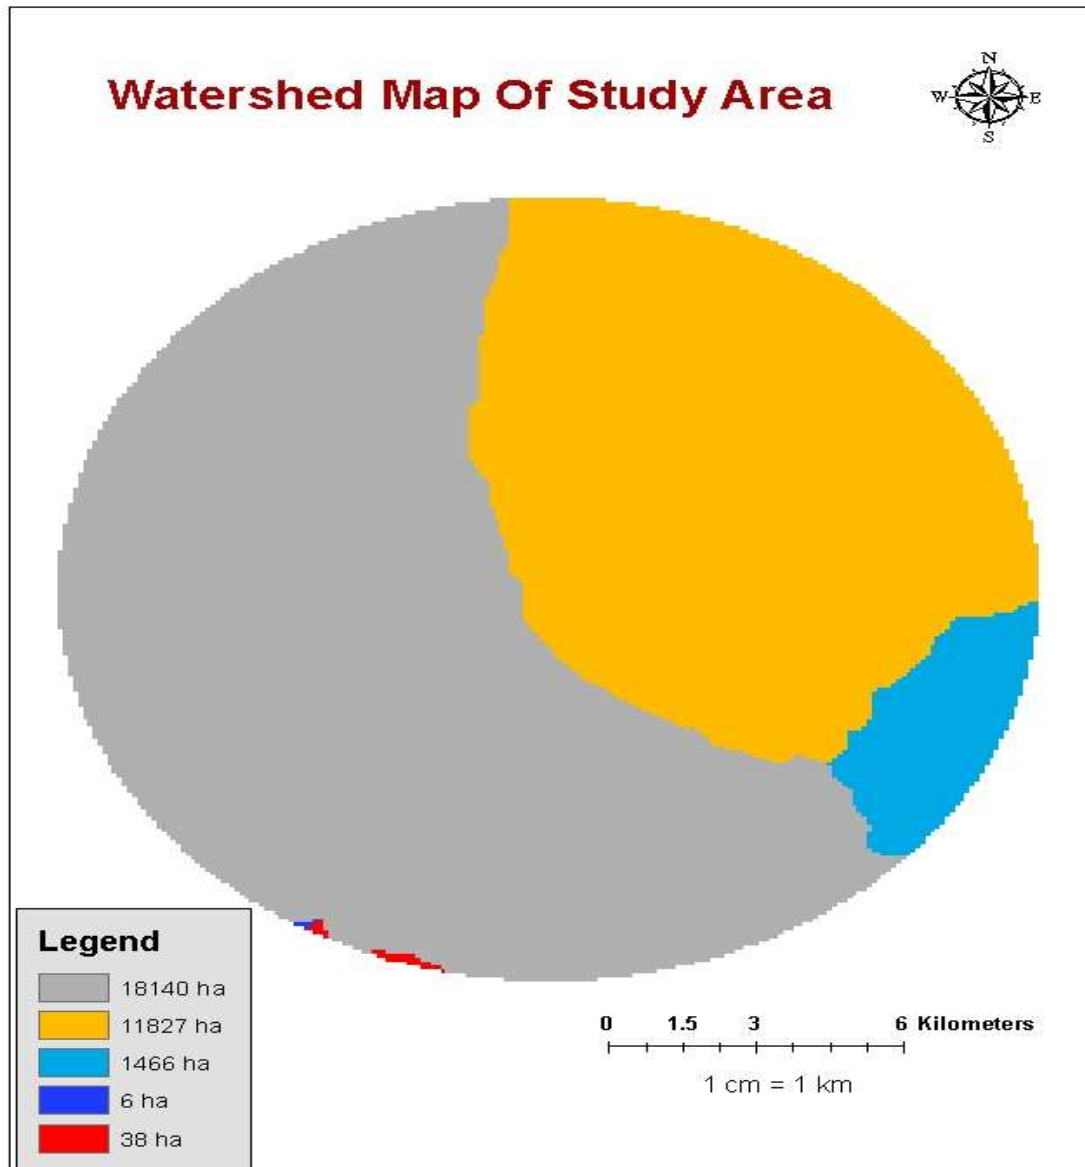 Watershed Map Of Study Area
N
W E
S
Legend
18140 ha
11827 ha
1466 ha
6 ha
38 ha
0 1.5 3 6 Kilometers
1 cm = 1 km